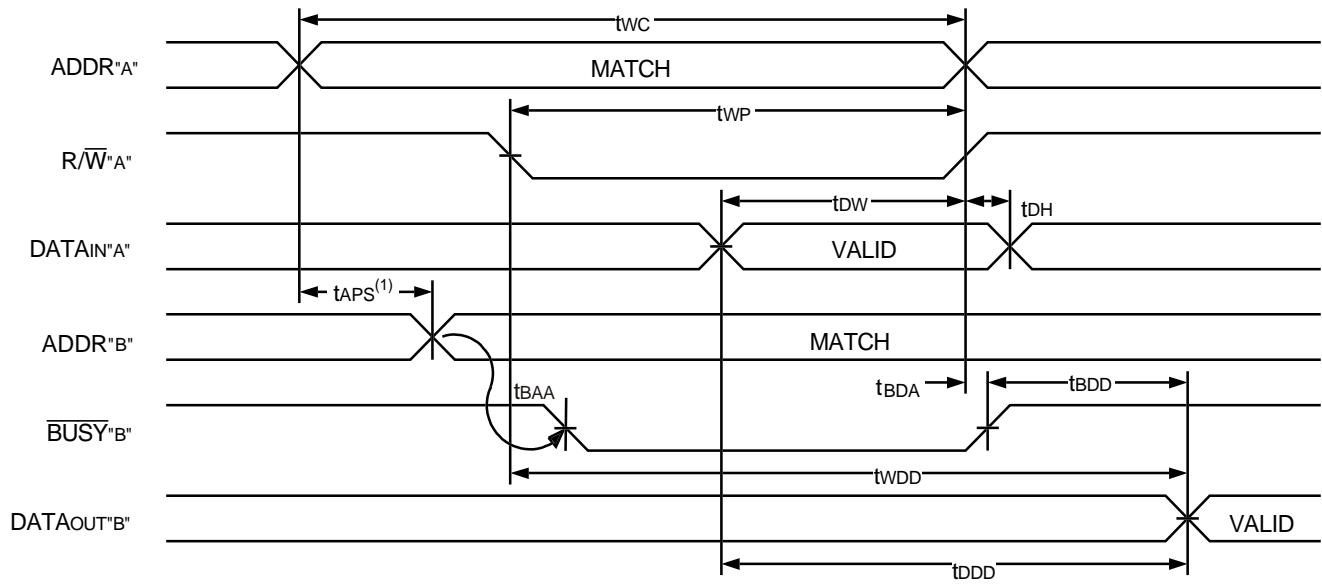 tWC
ADDR"A"
MATCH
tWP
R/W̅"A"
tDW
tDH
DATAIN"A"
VALID
tAPS(1)
ADDR"B"
MATCH
tBAA
tBDA
tBDD
B̅U̅S̅Y̅"B"
tWDD
DATAOUT"B"
VALID
tDDD